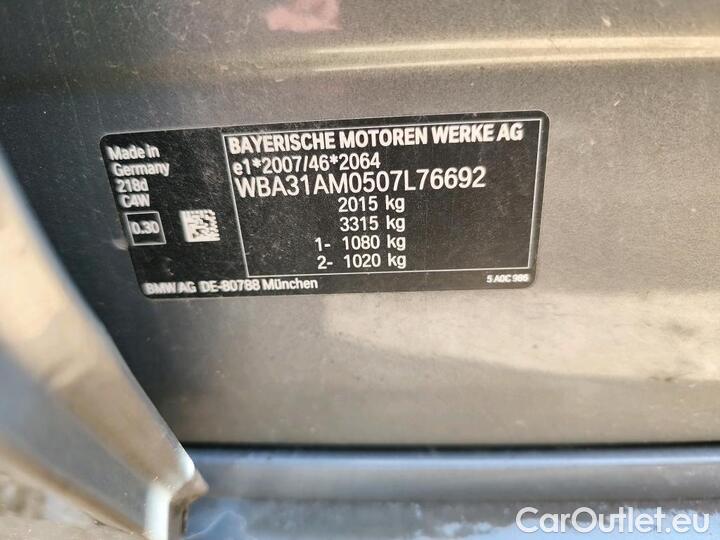 Made in
Germany
218d
C4W
0.30
BAYERISCHE MOTOREN WERKE AG
e1*2007/46*2064
WBA31AM0507L76692
2015 kg
3315 kg
1- 1080 kg
2- 1020 kg
BMW AG DE-80788 München
5 A0C 986
CarOutlet.eu